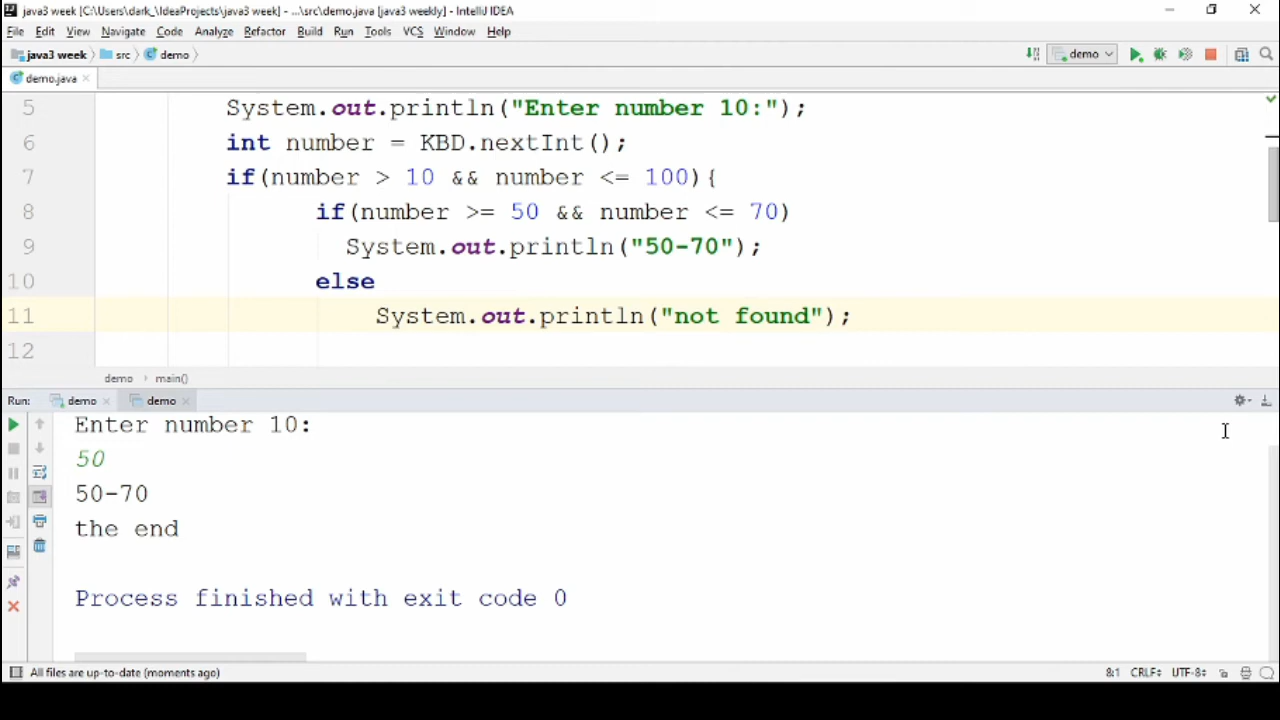 java3 week [C:\Users\dark_\IdeaProjects\java3 week] - ...\src\demo.java [java3 weekly] - IntelliJ IDEA
File Edit View Navigate Code Analyze Refactor Build Run Tools VCS Window Help
java3 week src demo demo
demo.java
5 System.out.println("Enter number 10:");
6 int number = KBD.nextInt();
7 if(number > 10 && number <= 100){
8 if(number >= 50 && number <= 70)
9 System.out.println("50-70");
10 else
11 System.out.println("not found");
12
demo main()
Run: demo demo
Enter number 10:
50
50-70
the end
Process finished with exit code 0
All files are up-to-date (moments ago) 8:1 CRLF UTF-8